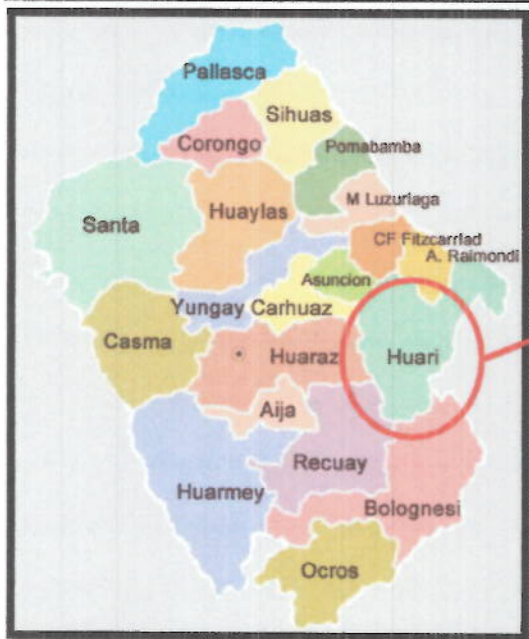 Pallasca
Sihuas
Corongo
Pomabamba
M Luzuriaga
Santa
Huaylas
CF Fitzcarrlad
A. Raimondi
Asuncion
Yungay Carhuaz
Casma
Huaraz
Huari
Aija
Recuay
Huarmey
Bolognesi
Ocros